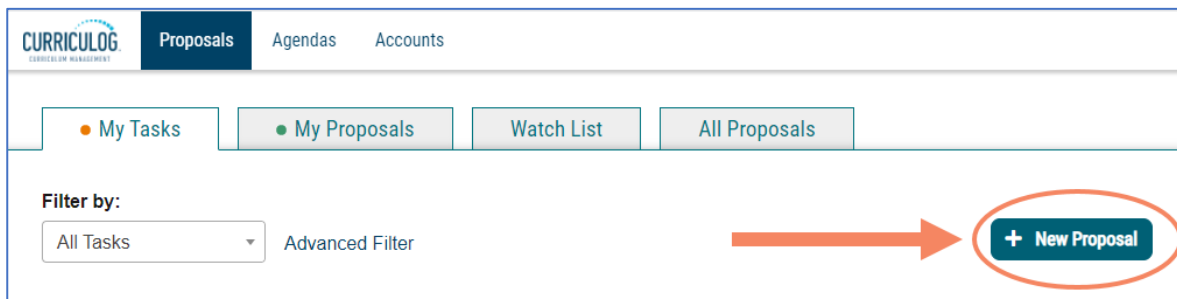 CURRICULOG
CURRICULUM MANAGEMENT
Proposals Agendas Accounts
My Tasks My Proposals Watch List All Proposals
Filter by:
All Tasks Advanced Filter + New Proposal